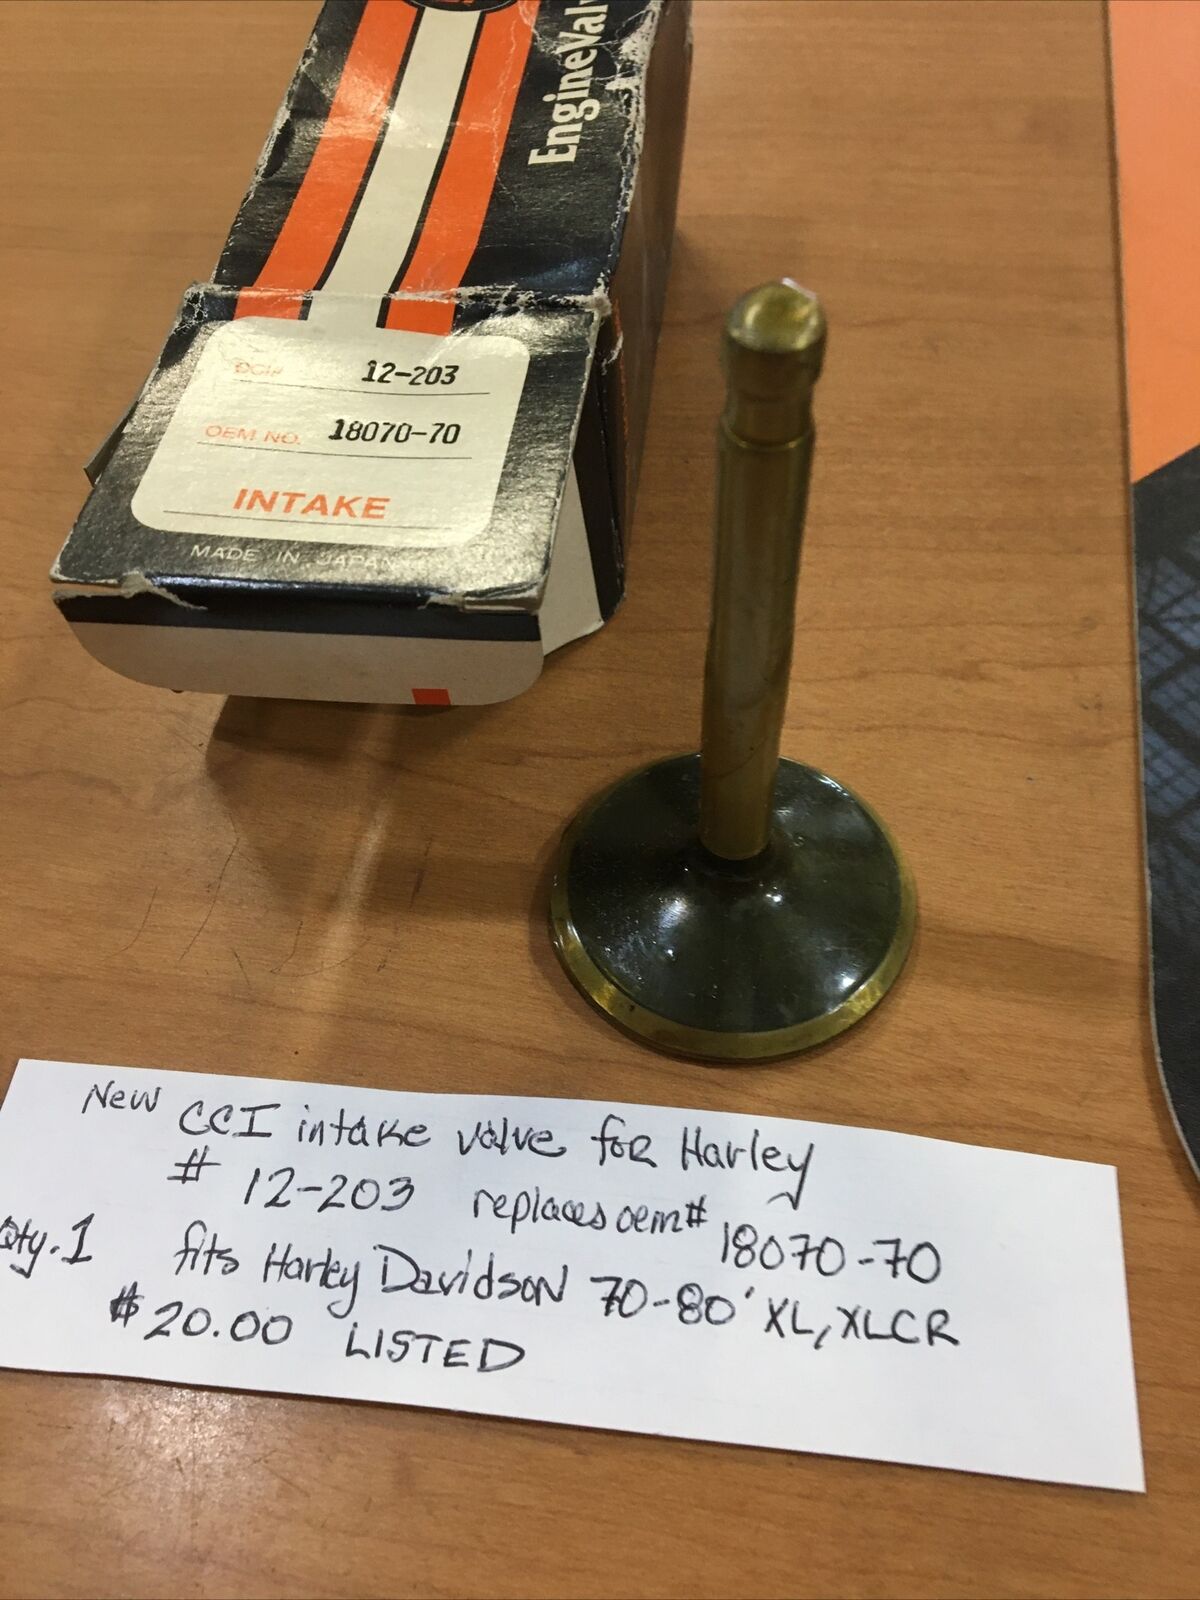 EngineVal
CCI# 12-203
OEM NO. 18070-70
INTAKE
MADE IN JAPAN
New CCI intake valve for Harley
# 12-203 replaces oem# 18070-70
Qty. 1 fits Harley Davidson 70-80' XL, XLCR
$20.00 LISTED